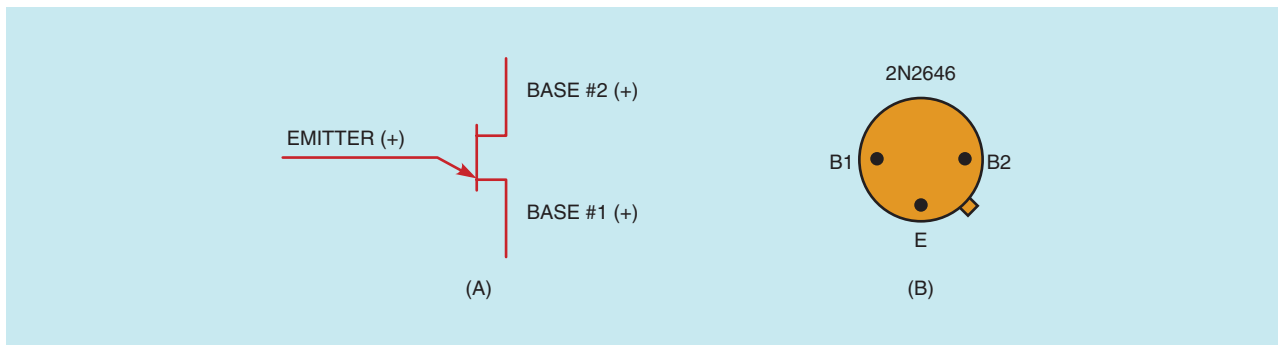 BASE #2 (+)
EMITTER (+)
BASE #1 (+)
(A)
2N2646
B1
B2
E
(B)